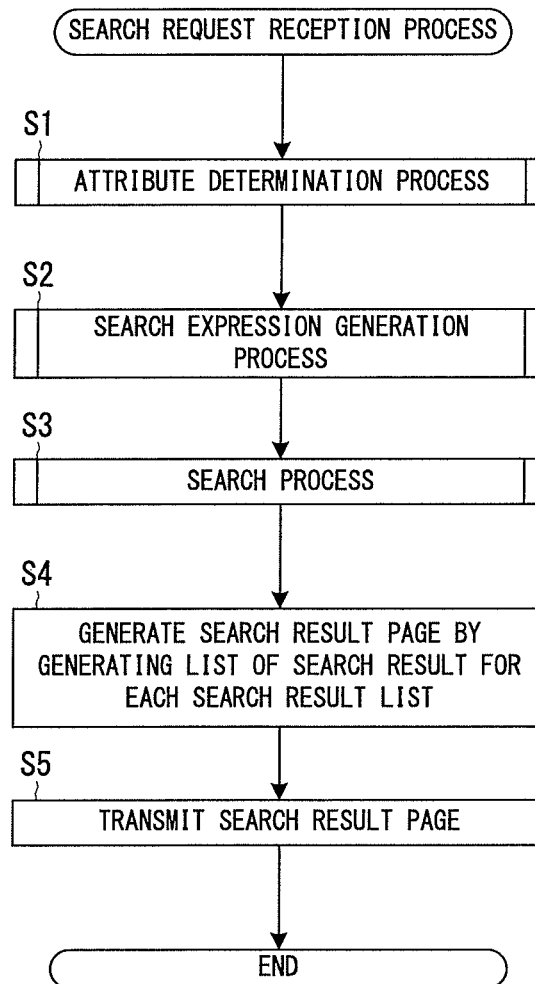 SEARCH REQUEST RECEPTION PROCESS
S1
ATTRIBUTE DETERMINATION PROCESS
S2
SEARCH EXPRESSION GENERATION
PROCESS
S3
SEARCH PROCESS
S4
GENERATE SEARCH RESULT PAGE BY
GENERATING LIST OF SEARCH RESULT FOR
EACH SEARCH RESULT LIST
S5
TRANSMIT SEARCH RESULT PAGE
END